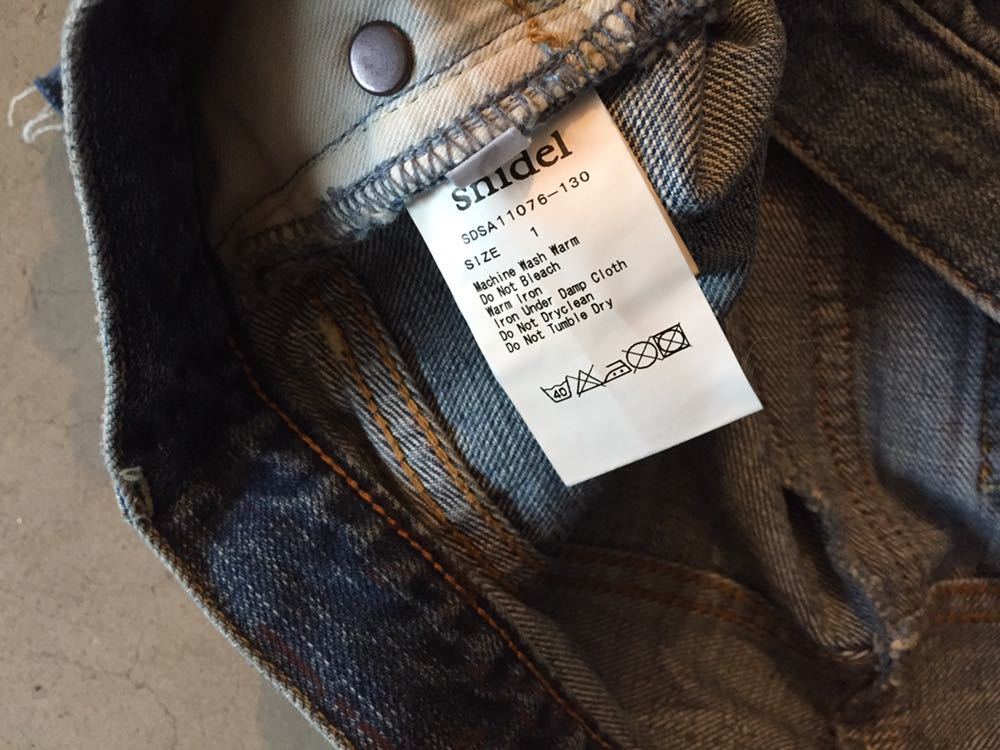 snidel
SDSA11076-130
SIZE 1
Machine Wash Warm
Do Not Bleach
Warm Iron
Iron Under Damp Cloth
Do Not Dryclean
Do Not Tumble Dry
40